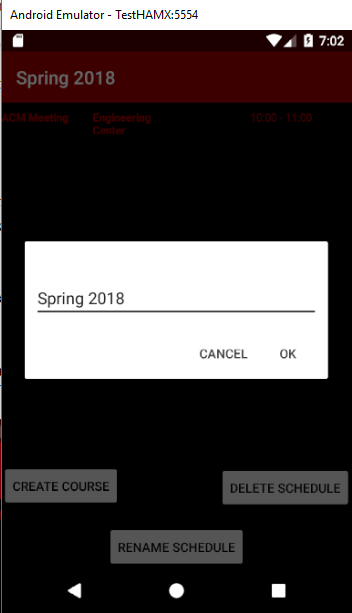 Android Emulator - TestHAMX:5554
7:02
Spring 2018
ACM Meeting Engineering Center 10:00 - 11:00
Spring 2018
CANCEL OK
CREATE COURSE DELETE SCHEDULE
RENAME SCHEDULE